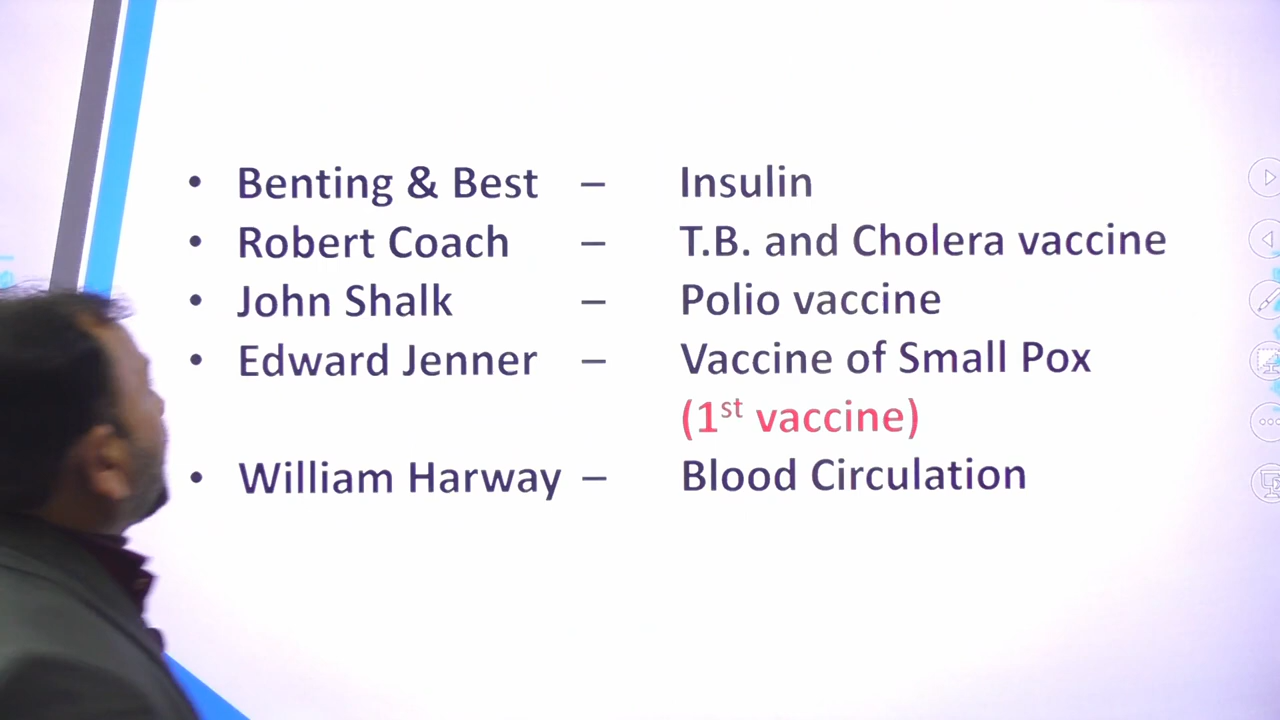 • Benting & Best – Insulin
• Robert Coach – T.B. and Cholera vaccine
• John Shalk – Polio vaccine
• Edward Jenner – Vaccine of Small Pox
(1st vaccine)
• William Harway – Blood Circulation